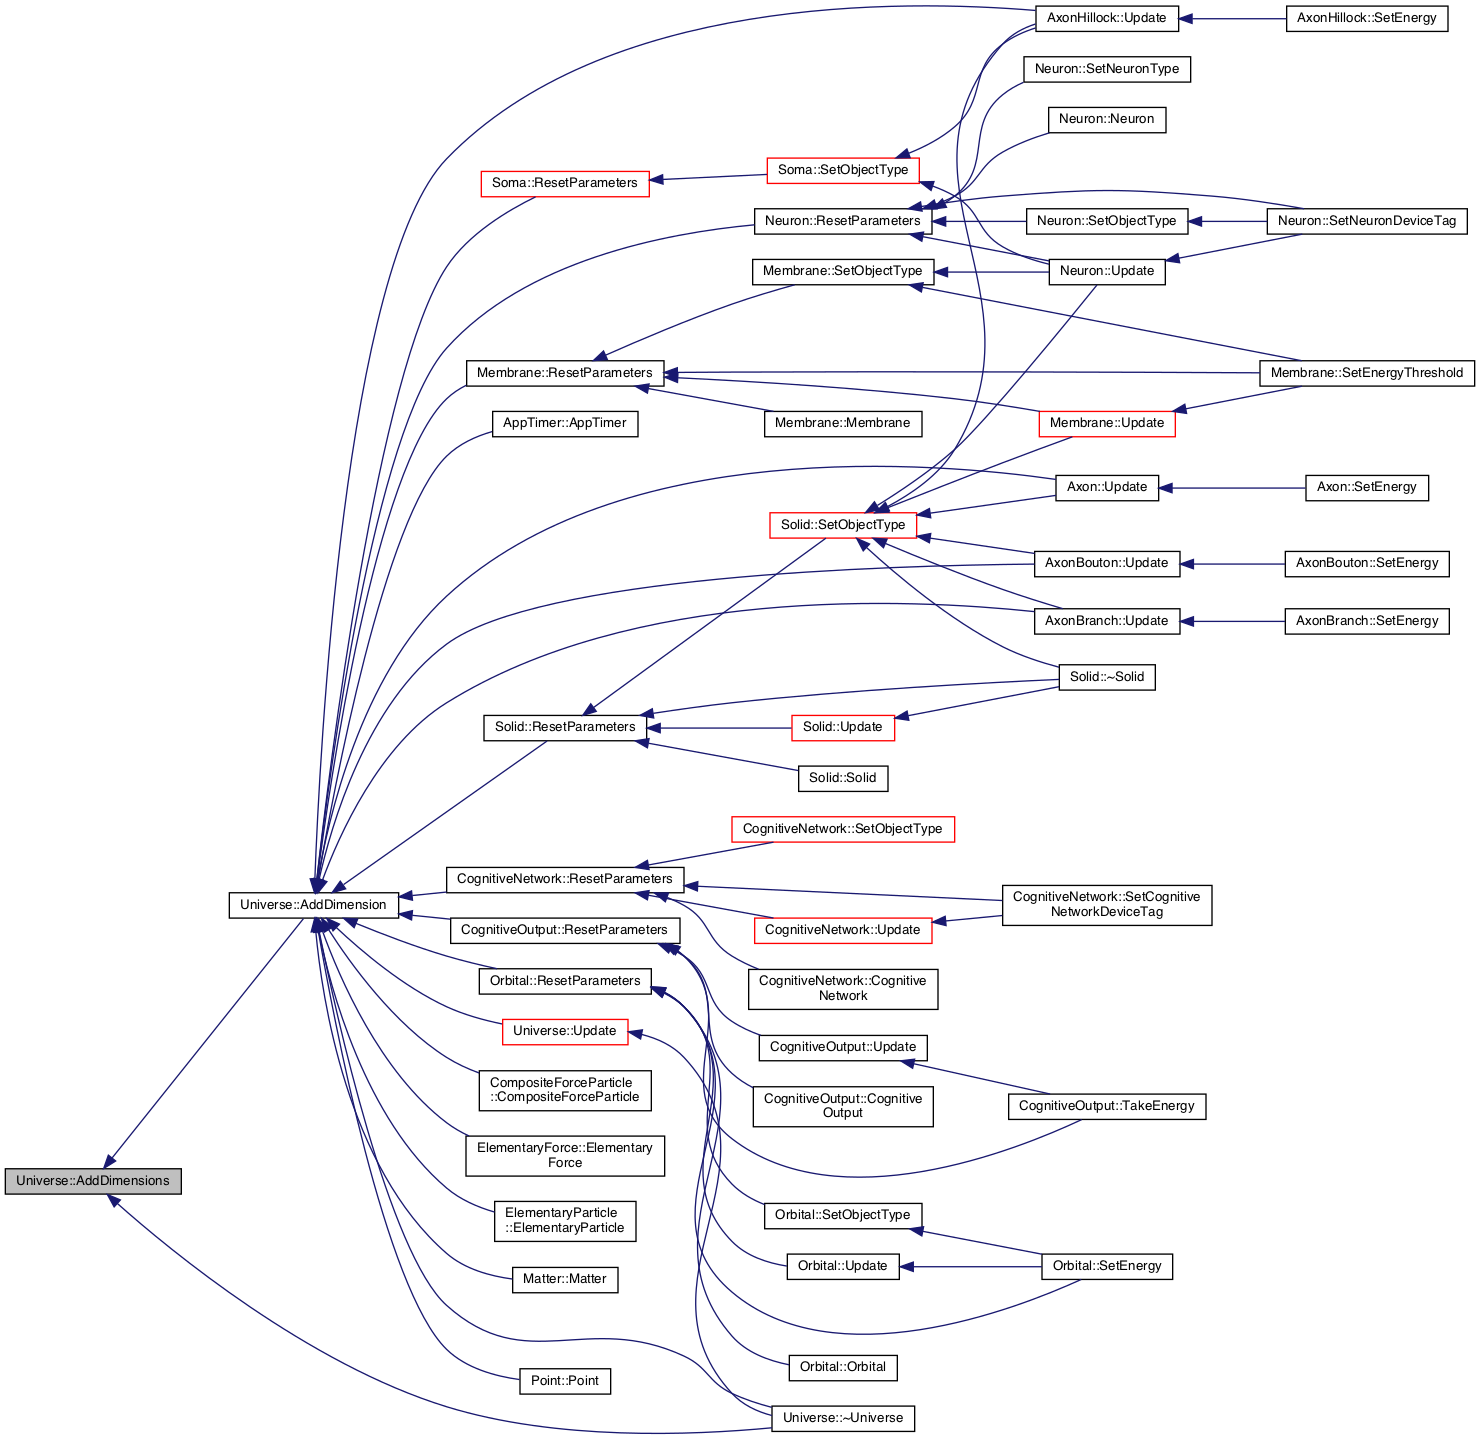 AxonHillock::Update
AxonHillock::SetEnergy
Neuron::SetNeuronType
Neuron::Neuron
Soma::SetObjectType
Soma::ResetParameters
Neuron::ResetParameters
Neuron::SetObjectType
Neuron::SetNeuronDeviceTag
Membrane::SetObjectType
Neuron::Update
Membrane::ResetParameters
Membrane::SetEnergyThreshold
AppTimer::AppTimer
Membrane::Membrane
Membrane::Update
Axon::Update
Axon::SetEnergy
Solid::SetObjectType
AxonBouton::Update
AxonBouton::SetEnergy
AxonBranch::Update
AxonBranch::SetEnergy
Solid::~Solid
Solid::ResetParameters
Solid::Update
Solid::Solid
CognitiveNetwork::SetObjectType
CognitiveNetwork::ResetParameters
Universe::AddDimension
CognitiveNetwork::SetCognitive
NetworkDeviceTag
CognitiveOutput::ResetParameters
CognitiveNetwork::Update
Orbital::ResetParameters
CognitiveNetwork::Cognitive
Network
Universe::Update
CognitiveOutput::Update
CompositeForceParticle
::CompositeForceParticle
CognitiveOutput::Cognitive
Output
CognitiveOutput::TakeEnergy
ElementaryForce::Elementary
Force
Universe::AddDimensions
ElementaryParticle
::ElementaryParticle
Orbital::SetObjectType
Matter::Matter
Orbital::Update
Orbital::SetEnergy
Orbital::Orbital
Point::Point
Universe::~Universe